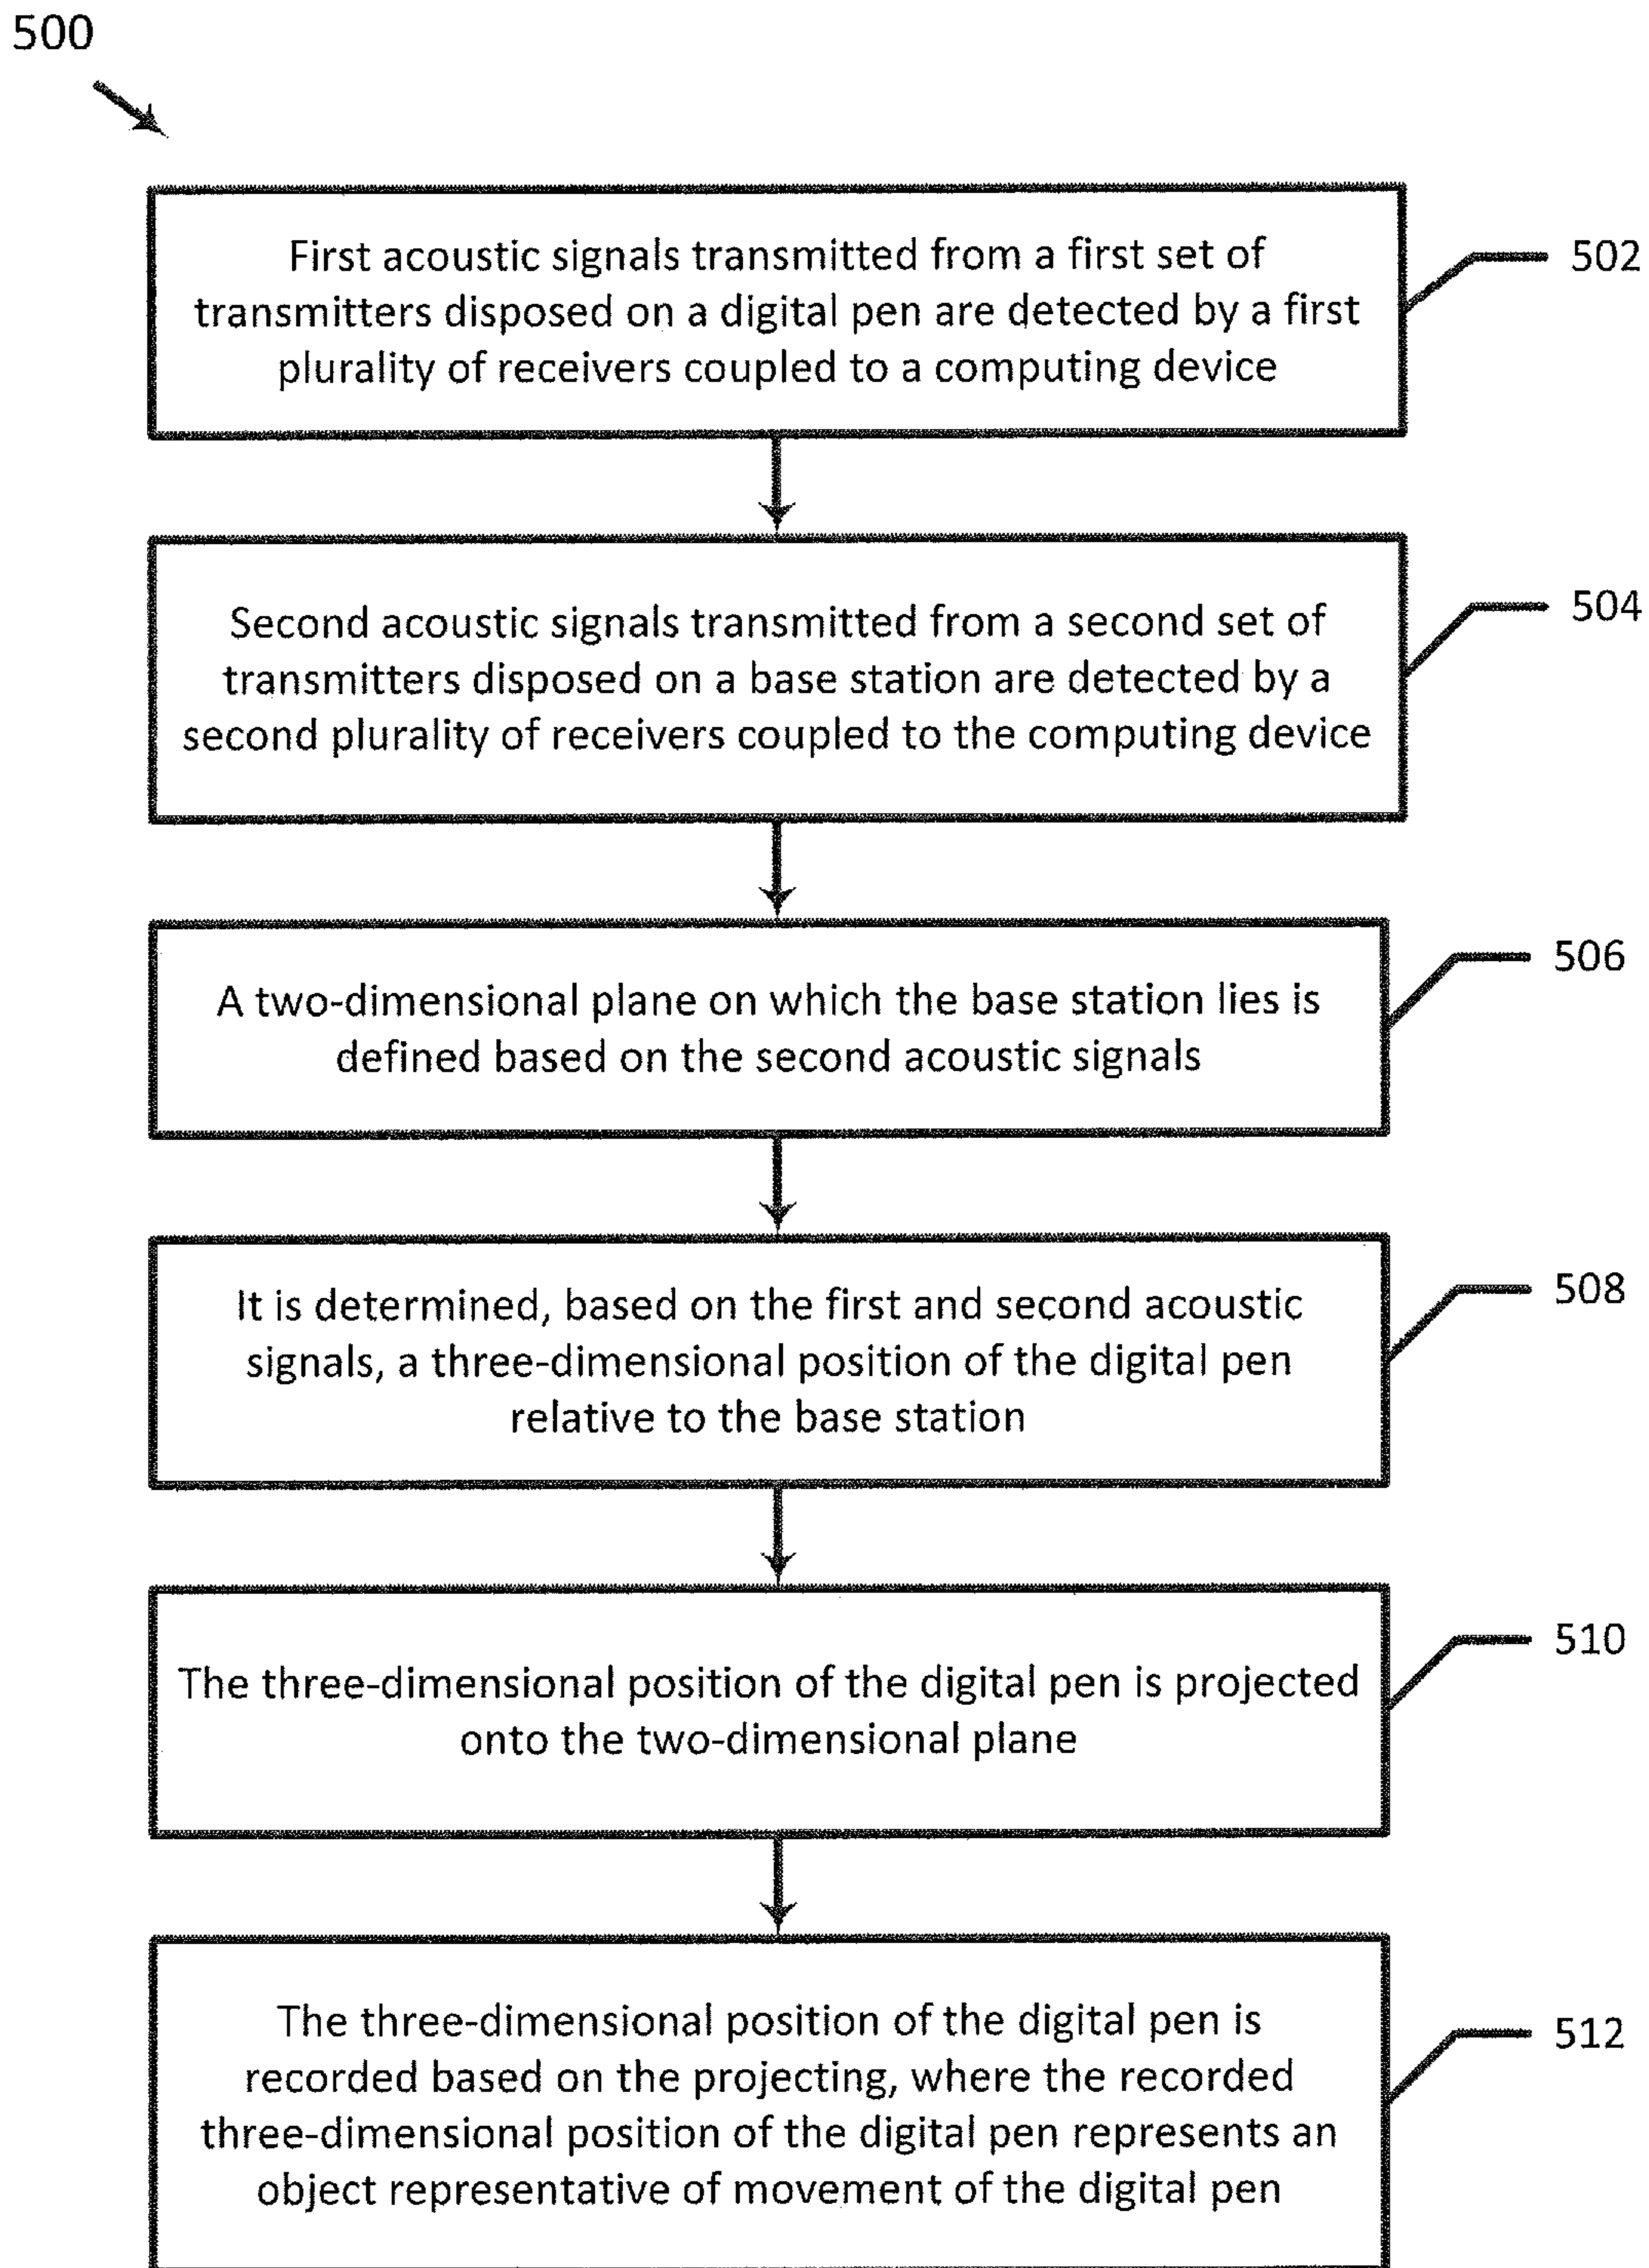 500
First acoustic signals transmitted from a first set of
transmitters disposed on a digital pen are detected by a first
plurality of receivers coupled to a computing device
502
Second acoustic signals transmitted from a second set of
transmitters disposed on a base station are detected by a
second plurality of receivers coupled to the computing device
504
A two-dimensional plane on which the base station lies is
defined based on the second acoustic signals
506
It is determined, based on the first and second acoustic
signals, a three-dimensional position of the digital pen
relative to the base station
508
The three-dimensional position of the digital pen is projected
onto the two-dimensional plane
510
The three-dimensional position of the digital pen is
recorded based on the projecting, where the recorded
three-dimensional position of the digital pen represents an
object representative of movement of the digital pen
512